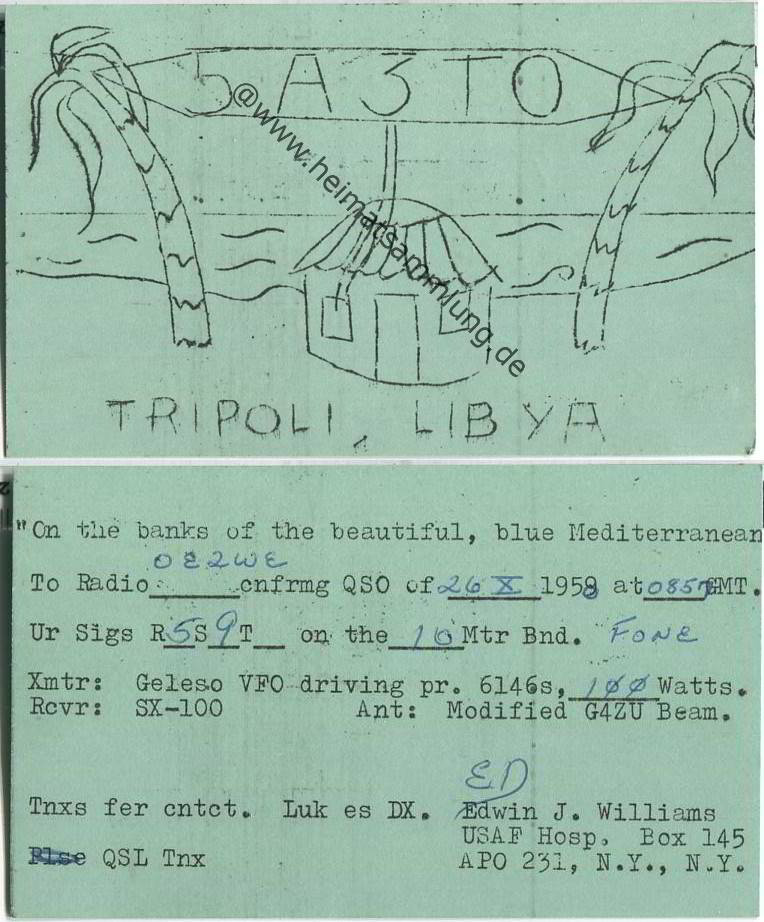 5A3TO
@www.heimatsammlung.de
TRIPOLI, LIBYA
"On the banks of the beautiful, blue Mediterranean
To Radio OE2WE cnfrmg QSO of 26 X 1958 at 0857 GMT.
Ur Sigs R 5 S 9 T__ on the 10 Mtr Bnd. FONE
Xmtr: Geleso VFO driving pr. 6146s, 100 Watts.
Rcvr: SX-100 Ant: Modified G4ZU Beam.
ED
Tnxs fer cntct. Luk es DX. Edwin J. Williams
USAF Hosp. Box 145
Plse QSL Tnx APO 231, N.Y., N.Y.